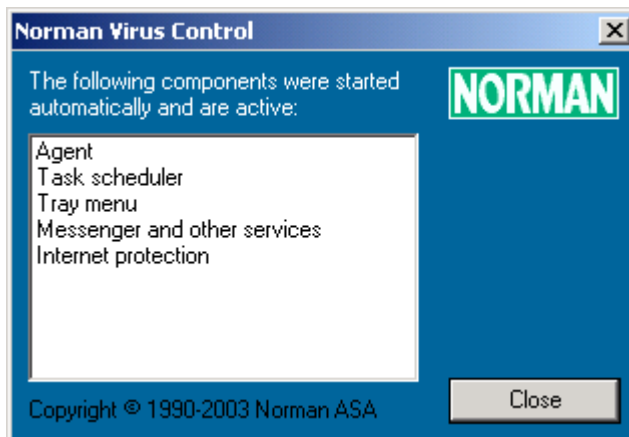 Norman Virus Control
The following components were started
automatically and are active:
NORMAN
Agent
Task scheduler
Tray menu
Messenger and other services
Internet protection
Copyright © 1990-2003 Norman ASA
Close